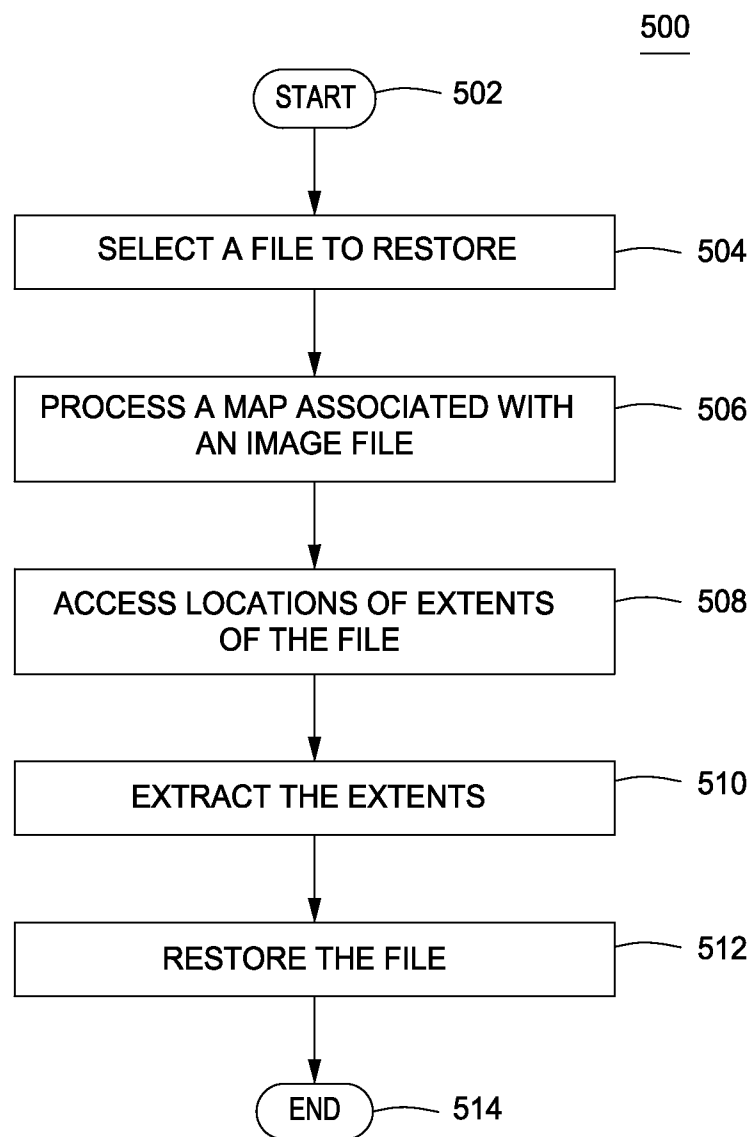 500
START
502
SELECT A FILE TO RESTORE
504
PROCESS A MAP ASSOCIATED WITH
AN IMAGE FILE
506
ACCESS LOCATIONS OF EXTENTS
OF THE FILE
508
EXTRACT THE EXTENTS
510
RESTORE THE FILE
512
END
514